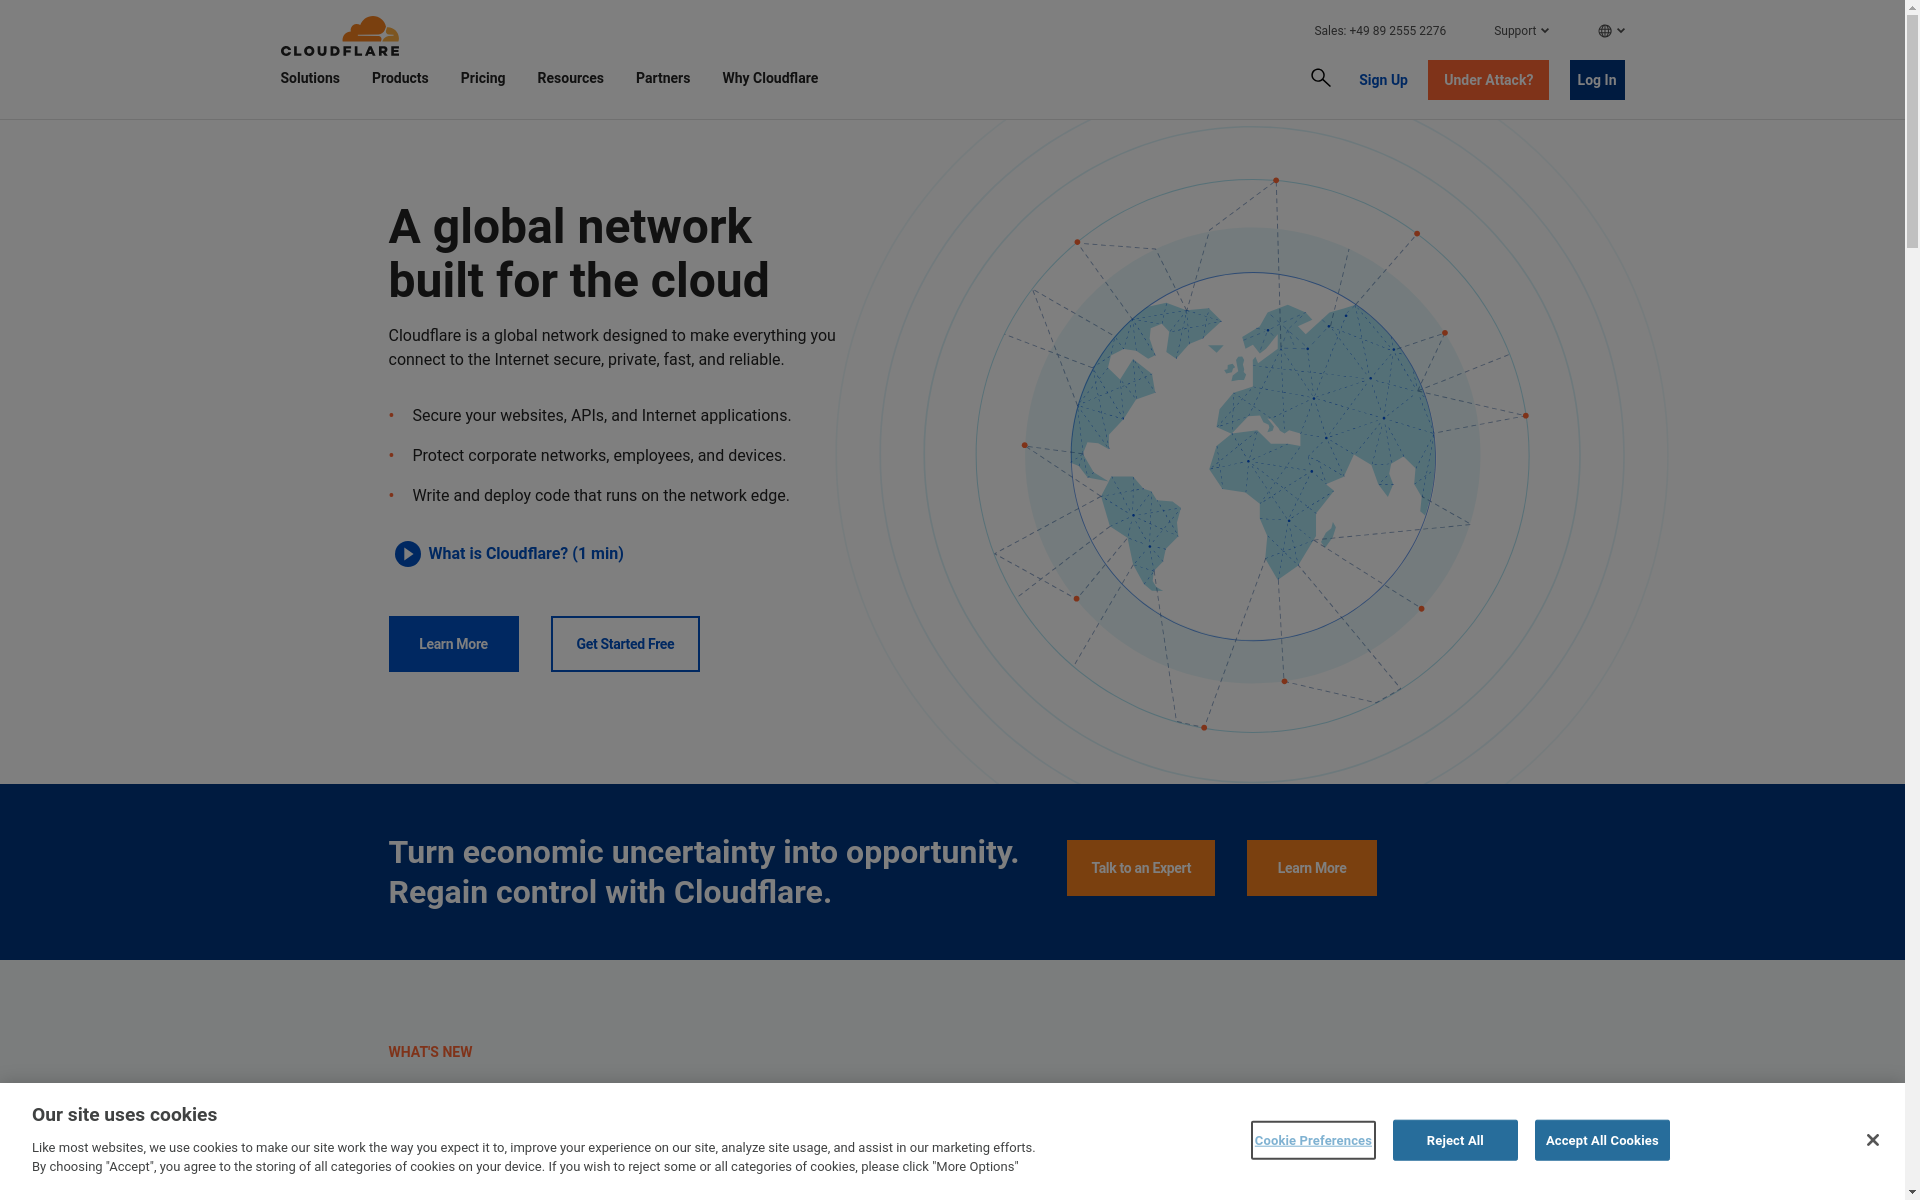 Sales: +49 89 2555 2276
Support
CLOUDFLARE
Solutions
Products
Pricing
Resources
Partners
Why Cloudflare
Sign Up
Under Attack?
Log In
A global network
built for the cloud
Cloudflare is a global network designed to make everything you
connect to the Internet secure, private, fast, and reliable.
• Secure your websites, APIs, and Internet applications.
• Protect corporate networks, employees, and devices.
• Write and deploy code that runs on the network edge.
What is Cloudflare? (1 min)
Learn More
Get Started Free
Turn economic uncertainty into opportunity.
Regain control with Cloudflare.
Talk to an Expert
Learn More
WHAT'S NEW
Our site uses cookies
Like most websites, we use cookies to make our site work the way you expect it to, improve your experience on our site, analyze site usage, and assist in our marketing efforts.
By choosing "Accept", you agree to the storing of all categories of cookies on your device. If you wish to reject some or all categories of cookies, please click "More Options"
Cookie Preferences
Reject All
Accept All Cookies